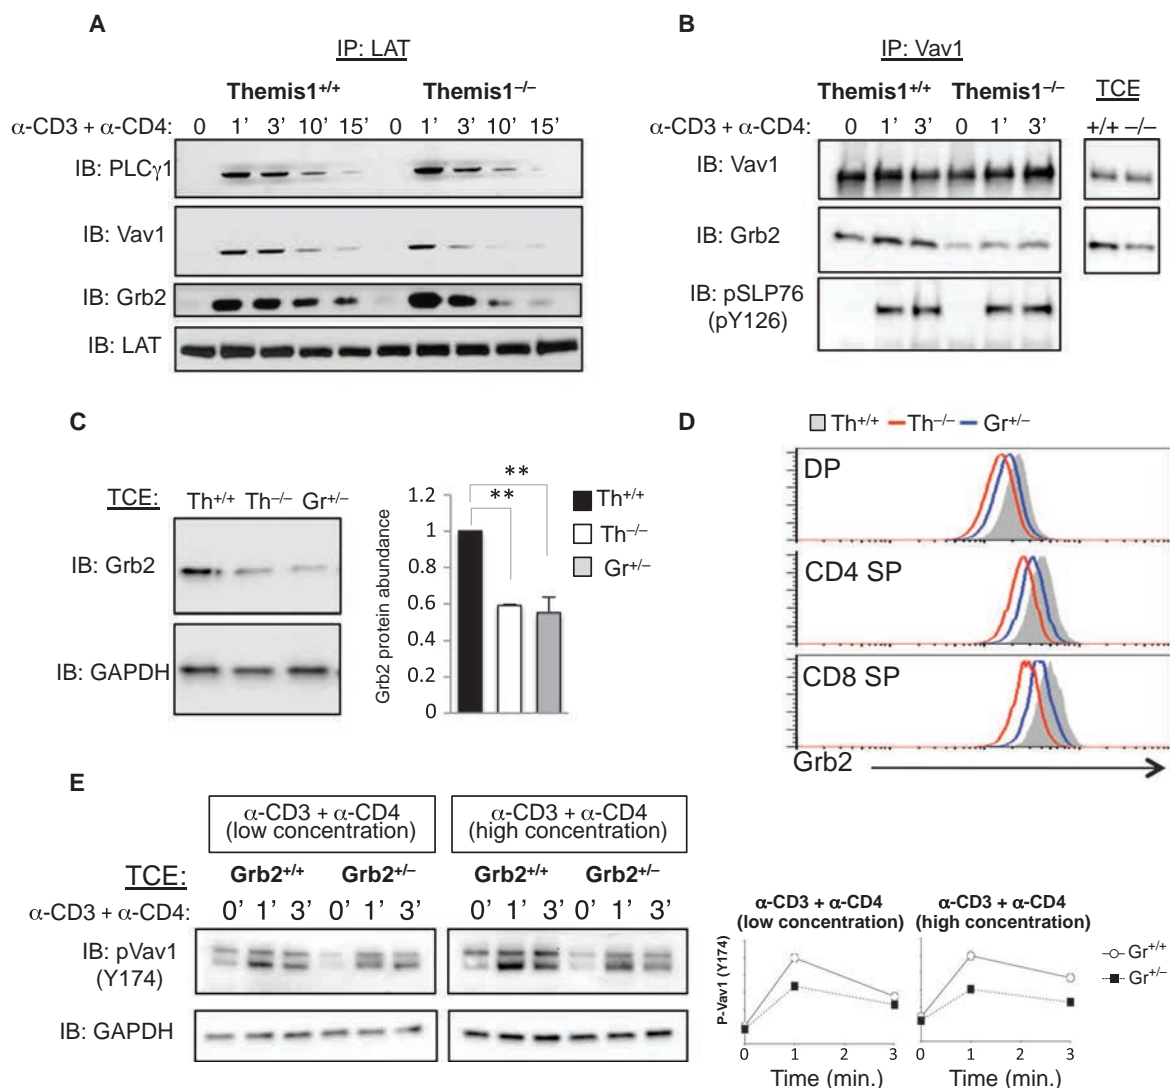 A
IP: LAT
Themis1+/+ Themis1–/–
α-CD3 + α-CD4: 0 1’ 3’ 10’ 15’ 0 1’ 3’ 10’ 15’
IB: PLCγ1
IB: Vav1
IB: Grb2
IB: LAT
B
IP: Vav1
Themis1+/+ Themis1–/– TCE
α-CD3 + α-CD4: 0 1’ 3’ 0 1’ 3’ +/+ –/–
IB: Vav1
IB: Grb2
IB: pSLP76
(pY126)
C
TCE: Th+/+ Th–/– Gr+/–
IB: Grb2
IB: GAPDH
**
**
1.2
1
0.8
0.6
0.4
0.2
0
Grb2 protein abundance
Th+/+
Th–/–
Gr+/–
D
Th+/+ Th–/– Gr+/–
DP
CD4 SP
CD8 SP
Grb2
E
α-CD3 + α-CD4
(low concentration)
α-CD3 + α-CD4
(high concentration)
TCE: Grb2+/+ Grb2+/– Grb2+/+ Grb2+/–
α-CD3 + α-CD4: 0’ 1’ 3’ 0’ 1’ 3’ 0’ 1’ 3’ 0’ 1’ 3’
IB: pVav1
(Y174)
IB: GAPDH
α-CD3 + α-CD4
(low concentration)
α-CD3 + α-CD4
(high concentration)
P-Vav1 (Y174)
Gr+/+
Gr+/–
0 1 2 3 0 1 2 3
Time (min.) Time (min.)